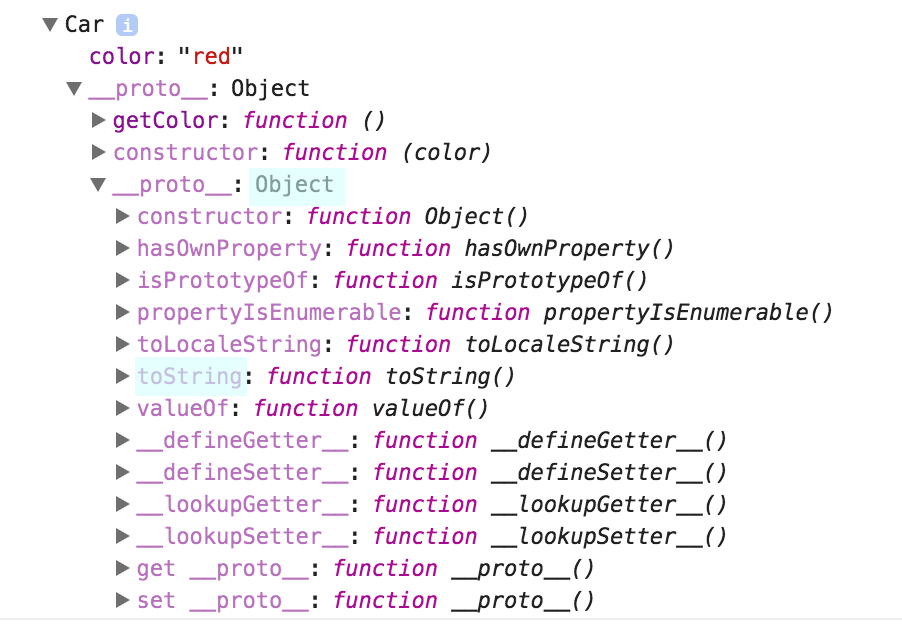 ▼ Car i
color: "red"
▼ __proto__: Object
▶ getColor: function ()
▶ constructor: function (color)
▼ __proto__: Object
▶ constructor: function Object()
▶ hasOwnProperty: function hasOwnProperty()
▶ isPrototypeOf: function isPrototypeOf()
▶ propertyIsEnumerable: function propertyIsEnumerable()
▶ toLocaleString: function toLocaleString()
▶ toString: function toString()
▶ valueOf: function valueOf()
▶ __defineGetter__: function __defineGetter__()
▶ __defineSetter__: function __defineSetter__()
▶ __lookupGetter__: function __lookupGetter__()
▶ __lookupSetter__: function __lookupSetter__()
▶ get __proto__: function __proto__()
▶ set __proto__: function __proto__()